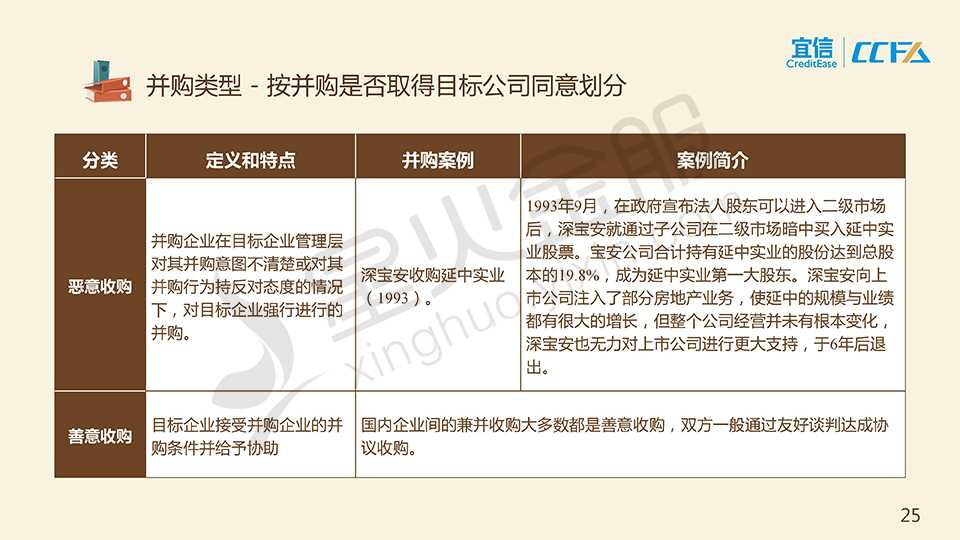 宜信
CreditEase
CCFA
并购类型 - 按并购是否取得目标公司同意划分
分类
定义和特点
并购案例
案例简介
恶意收购
并购企业在目标企业管理层
对其并购意图不清楚或对其
并购行为持反对态度的情况
下，对目标企业强行进行的
并购。
深宝安收购延中实业
（1993）。
1993年9月，在政府宣布法人股东可以进入二级市场
后，深宝安就通过子公司在二级市场暗中买入延中实
业股票。宝安公司合计持有延中实业的股份达到总股
本的19.8%，成为延中实业第一大股东。深宝安向上
市公司注入了部分房地产业务，使延中的规模与业绩
都有很大的增长，但整个公司经营并未有根本变化，
深宝安也无力对上市公司进行更大支持，于6年后退
出。
善意收购
目标企业接受并购企业的并
购条件并给予协助
国内企业间的兼并收购大多数都是善意收购，双方一般通过友好谈判达成协
议收购。
星火金服
25